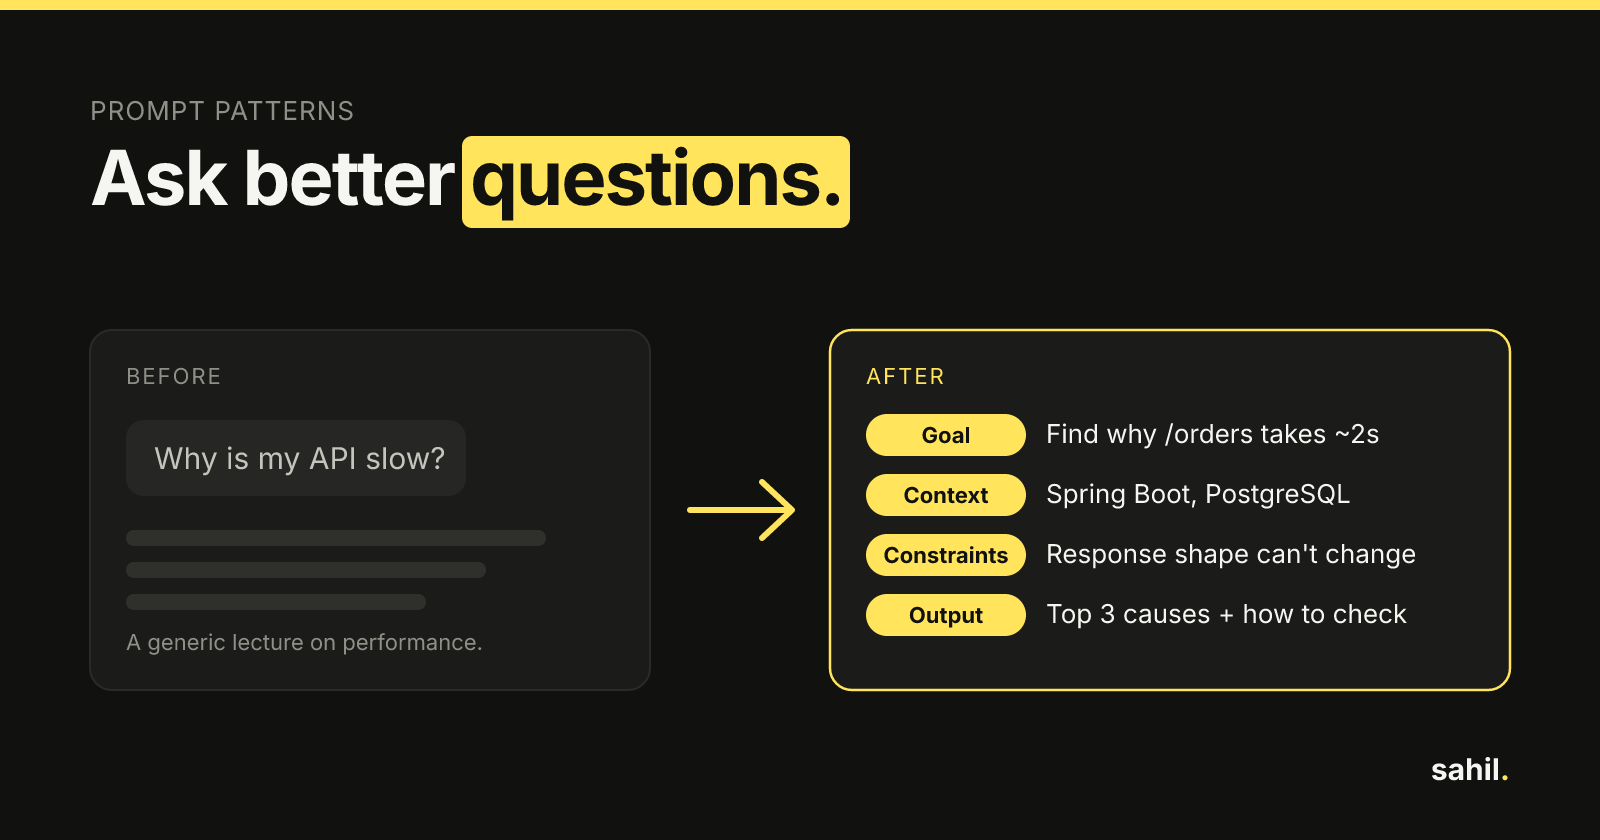 PROMPT PATTERNS
Ask better questions.
BEFORE
Why is my API slow?
A generic lecture on performance.
AFTER
Goal Find why /orders takes ~2s
Context Spring Boot, PostgreSQL
Constraints Response shape can't change
Output Top 3 causes + how to check
sahil.